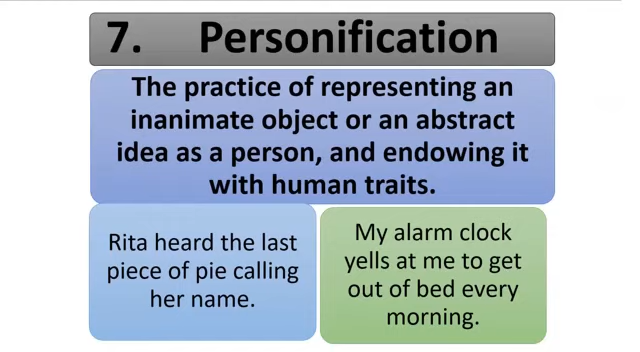 7. Personification
The practice of representing an
inanimate object or an abstract
idea as a person, and endowing it
with human traits.
Rita heard the last
piece of pie calling
her name.
My alarm clock
yells at me to get
out of bed every
morning.